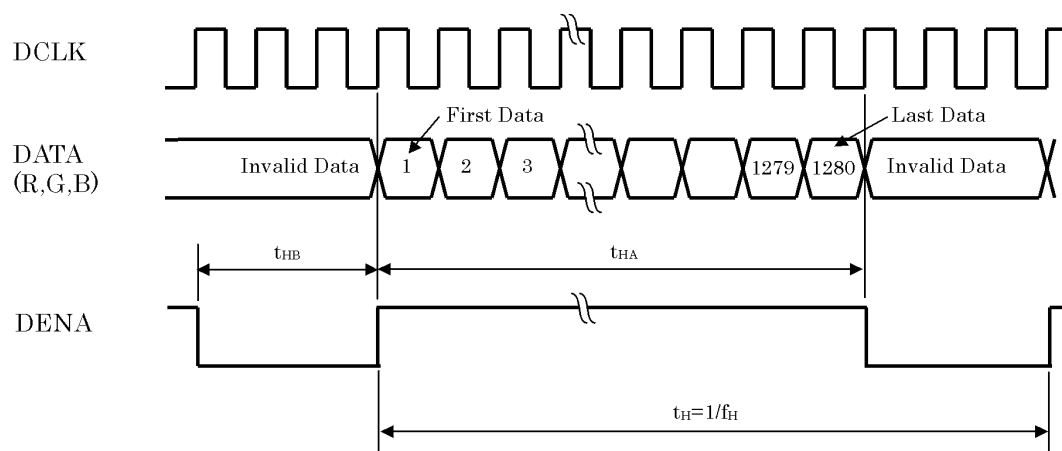 DCLK
First Data
Last Data
DATA
(R,G,B)
Invalid Data 1 2 3 1279 1280 Invalid Data
tHB
tHA
DENA
tH=1/fH